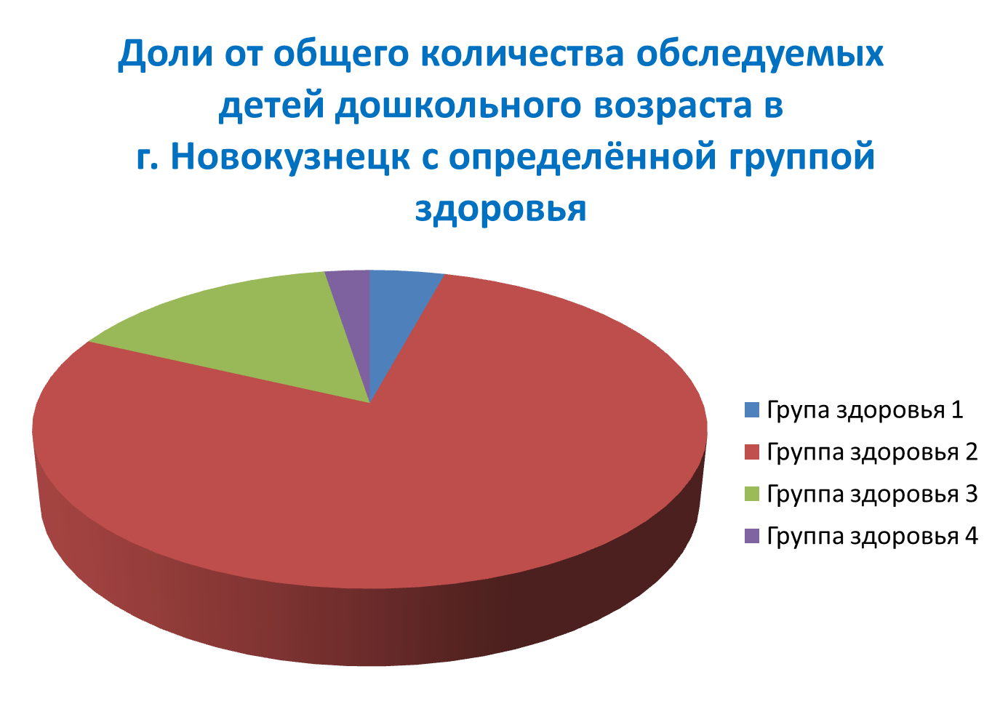 Доли от общего количества обследуемых
детей дошкольного возраста в
г. Новокузнецк с определённой группой
здоровья
Група здоровья 1
Группа здоровья 2
Группа здоровья 3
Группа здоровья 4